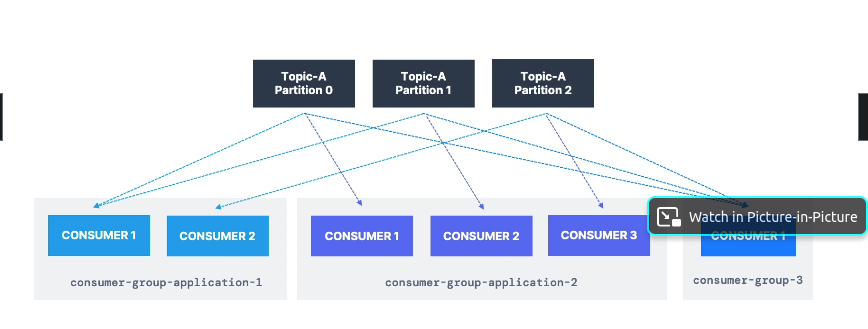 Topic-A
Partition 0
Topic-A
Partition 1
Topic-A
Partition 2
Watch in Picture-in-Picture
CONSUMER 1
CONSUMER 2
CONSUMER 1
CONSUMER 2
CONSUMER 3
CONSUMER 1
consumer-group-application-1
consumer-group-application-2
consumer-group-3